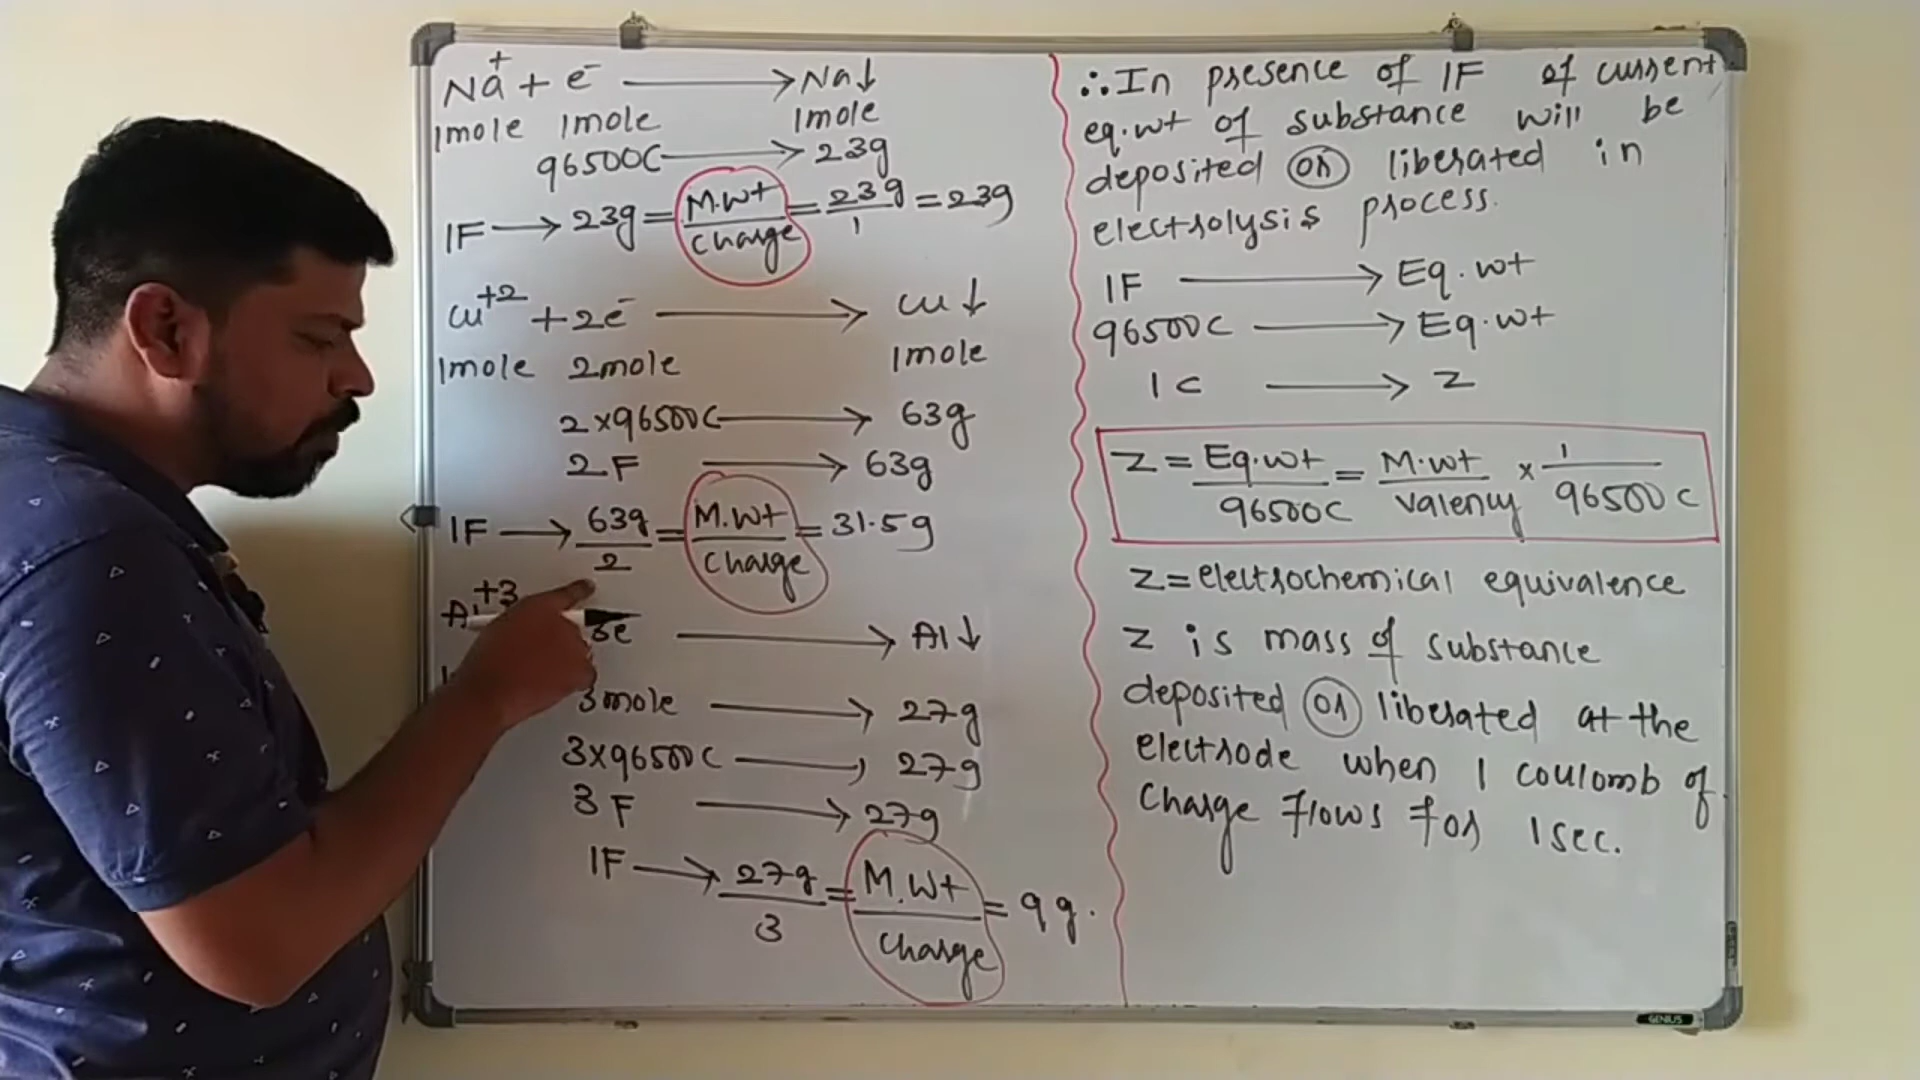 Na⁺ + e⁻ ⟶ Na↓
1mole 1mole 1mole
96500C ⟶ 23g
1F ⟶ 23g = M.wt/charge = 23g/1 = 23g
Cu⁺² + 2e⁻ ⟶ Cu↓
1mole 2mole 1mole
2×96500C ⟶ 63g
2F ⟶ 63g
1F ⟶ 63g/2 = M.wt/charge = 31.5g
+3 3e ⟶ Al↓
3mole ⟶ 27g
3×96500C ⟶ 27g
3F ⟶ 27g
1F ⟶ 27g/3 = M.wt/charge = 9g.
∴ In presence of 1F of current
eq.wt of substance will be
deposited or liberated in
electrolysis process.
1F ⟶ Eq.wt
96500C ⟶ Eq.wt
1C ⟶ Z
Z = Eq.wt/96500C = M.wt/Valency × 1/96500C
Z = electrochemical equivalence
Z is mass of substance
deposited or liberated at the
electrode when 1 coulomb of
charge flows for 1sec.
GENIUS